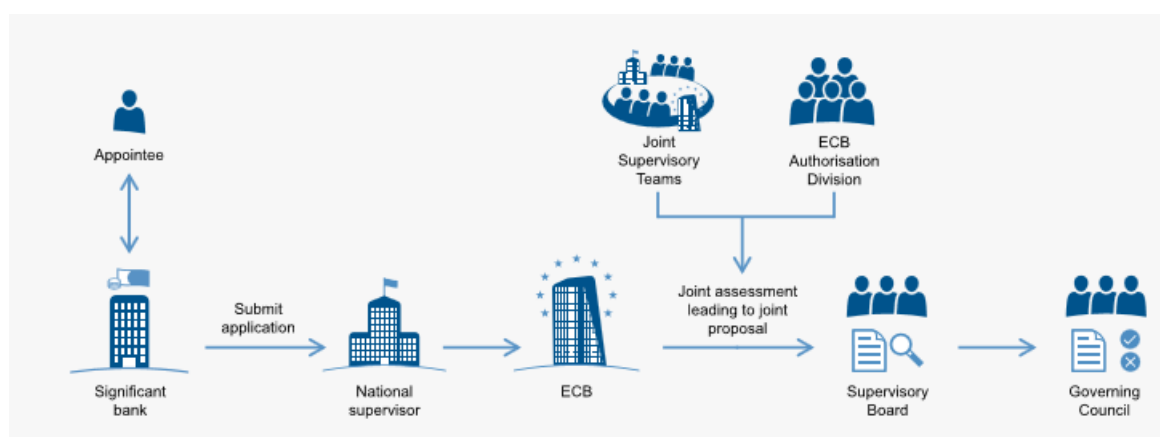 Joint
Supervisory
Teams
ECB
Authorisation
Division
Appointee
Submit
application
Joint assessment
leading to joint
proposal
Significant
bank
National
supervisor
ECB
Supervisory
Board
Governing
Council